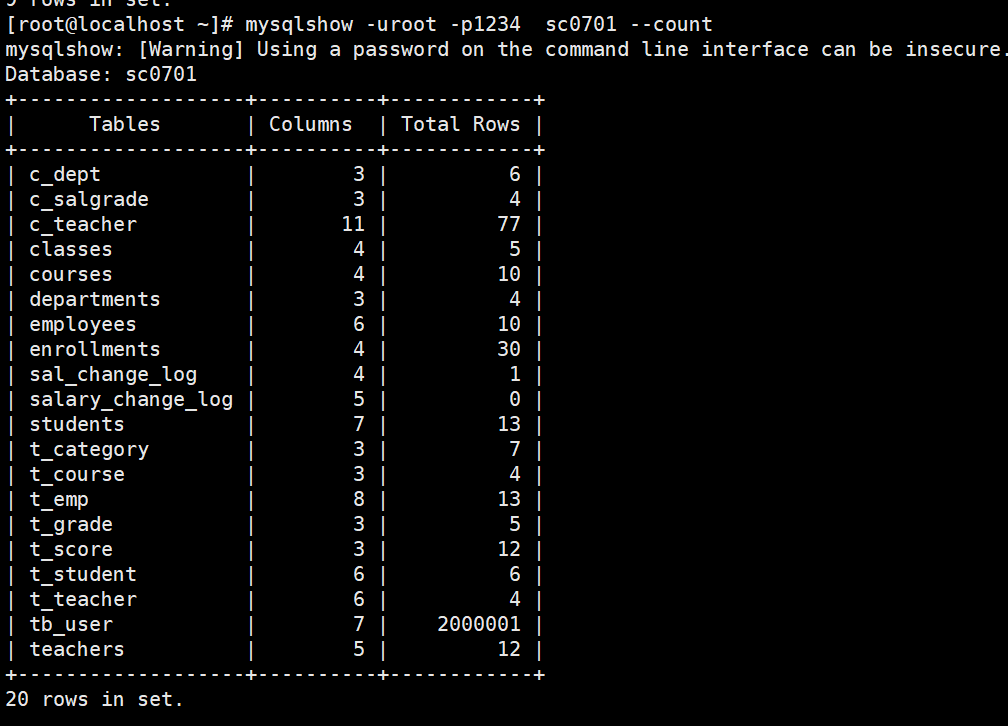 9 rows in set.
[root@localhost ~]# mysqlshow -uroot -p1234  sc0701 --count
mysqlshow: [Warning] Using a password on the command line interface can be insecure.
Database: sc0701
+-------------------+----------+------------+
|      Tables       | Columns  | Total Rows |
+-------------------+----------+------------+
| c_dept            |        3 |          6 |
| c_salgrade        |        3 |          4 |
| c_teacher         |       11 |         77 |
| classes           |        4 |          5 |
| courses           |        4 |         10 |
| departments       |        3 |          4 |
| employees         |        6 |         10 |
| enrollments       |        4 |         30 |
| sal_change_log    |        4 |          1 |
| salary_change_log |        5 |          0 |
| students          |        7 |         13 |
| t_category        |        3 |          7 |
| t_course          |        3 |          4 |
| t_emp             |        8 |         13 |
| t_grade           |        3 |          5 |
| t_score           |        3 |         12 |
| t_student         |        6 |          6 |
| t_teacher         |        6 |          4 |
| tb_user           |        7 |    2000001 |
| teachers          |        5 |         12 |
+-------------------+----------+------------+
20 rows in set.